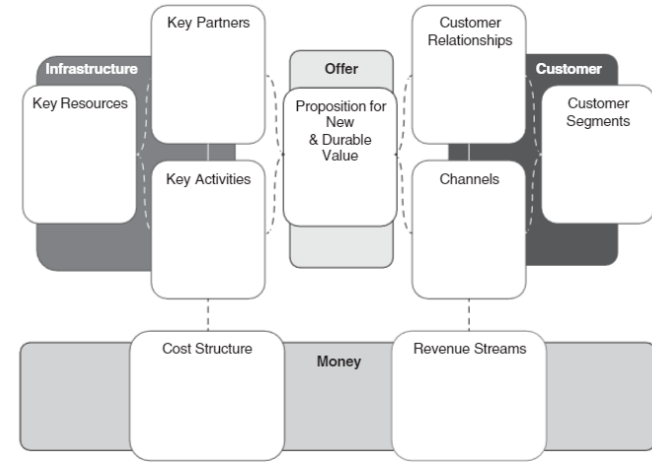 Key Partners
Customer
Relationships
Infrastructure
Offer
Customer
Key Resources
Proposition for
New
& Durable
Value
Customer
Segments
Key Activities
Channels
Cost Structure
Money
Revenue Streams